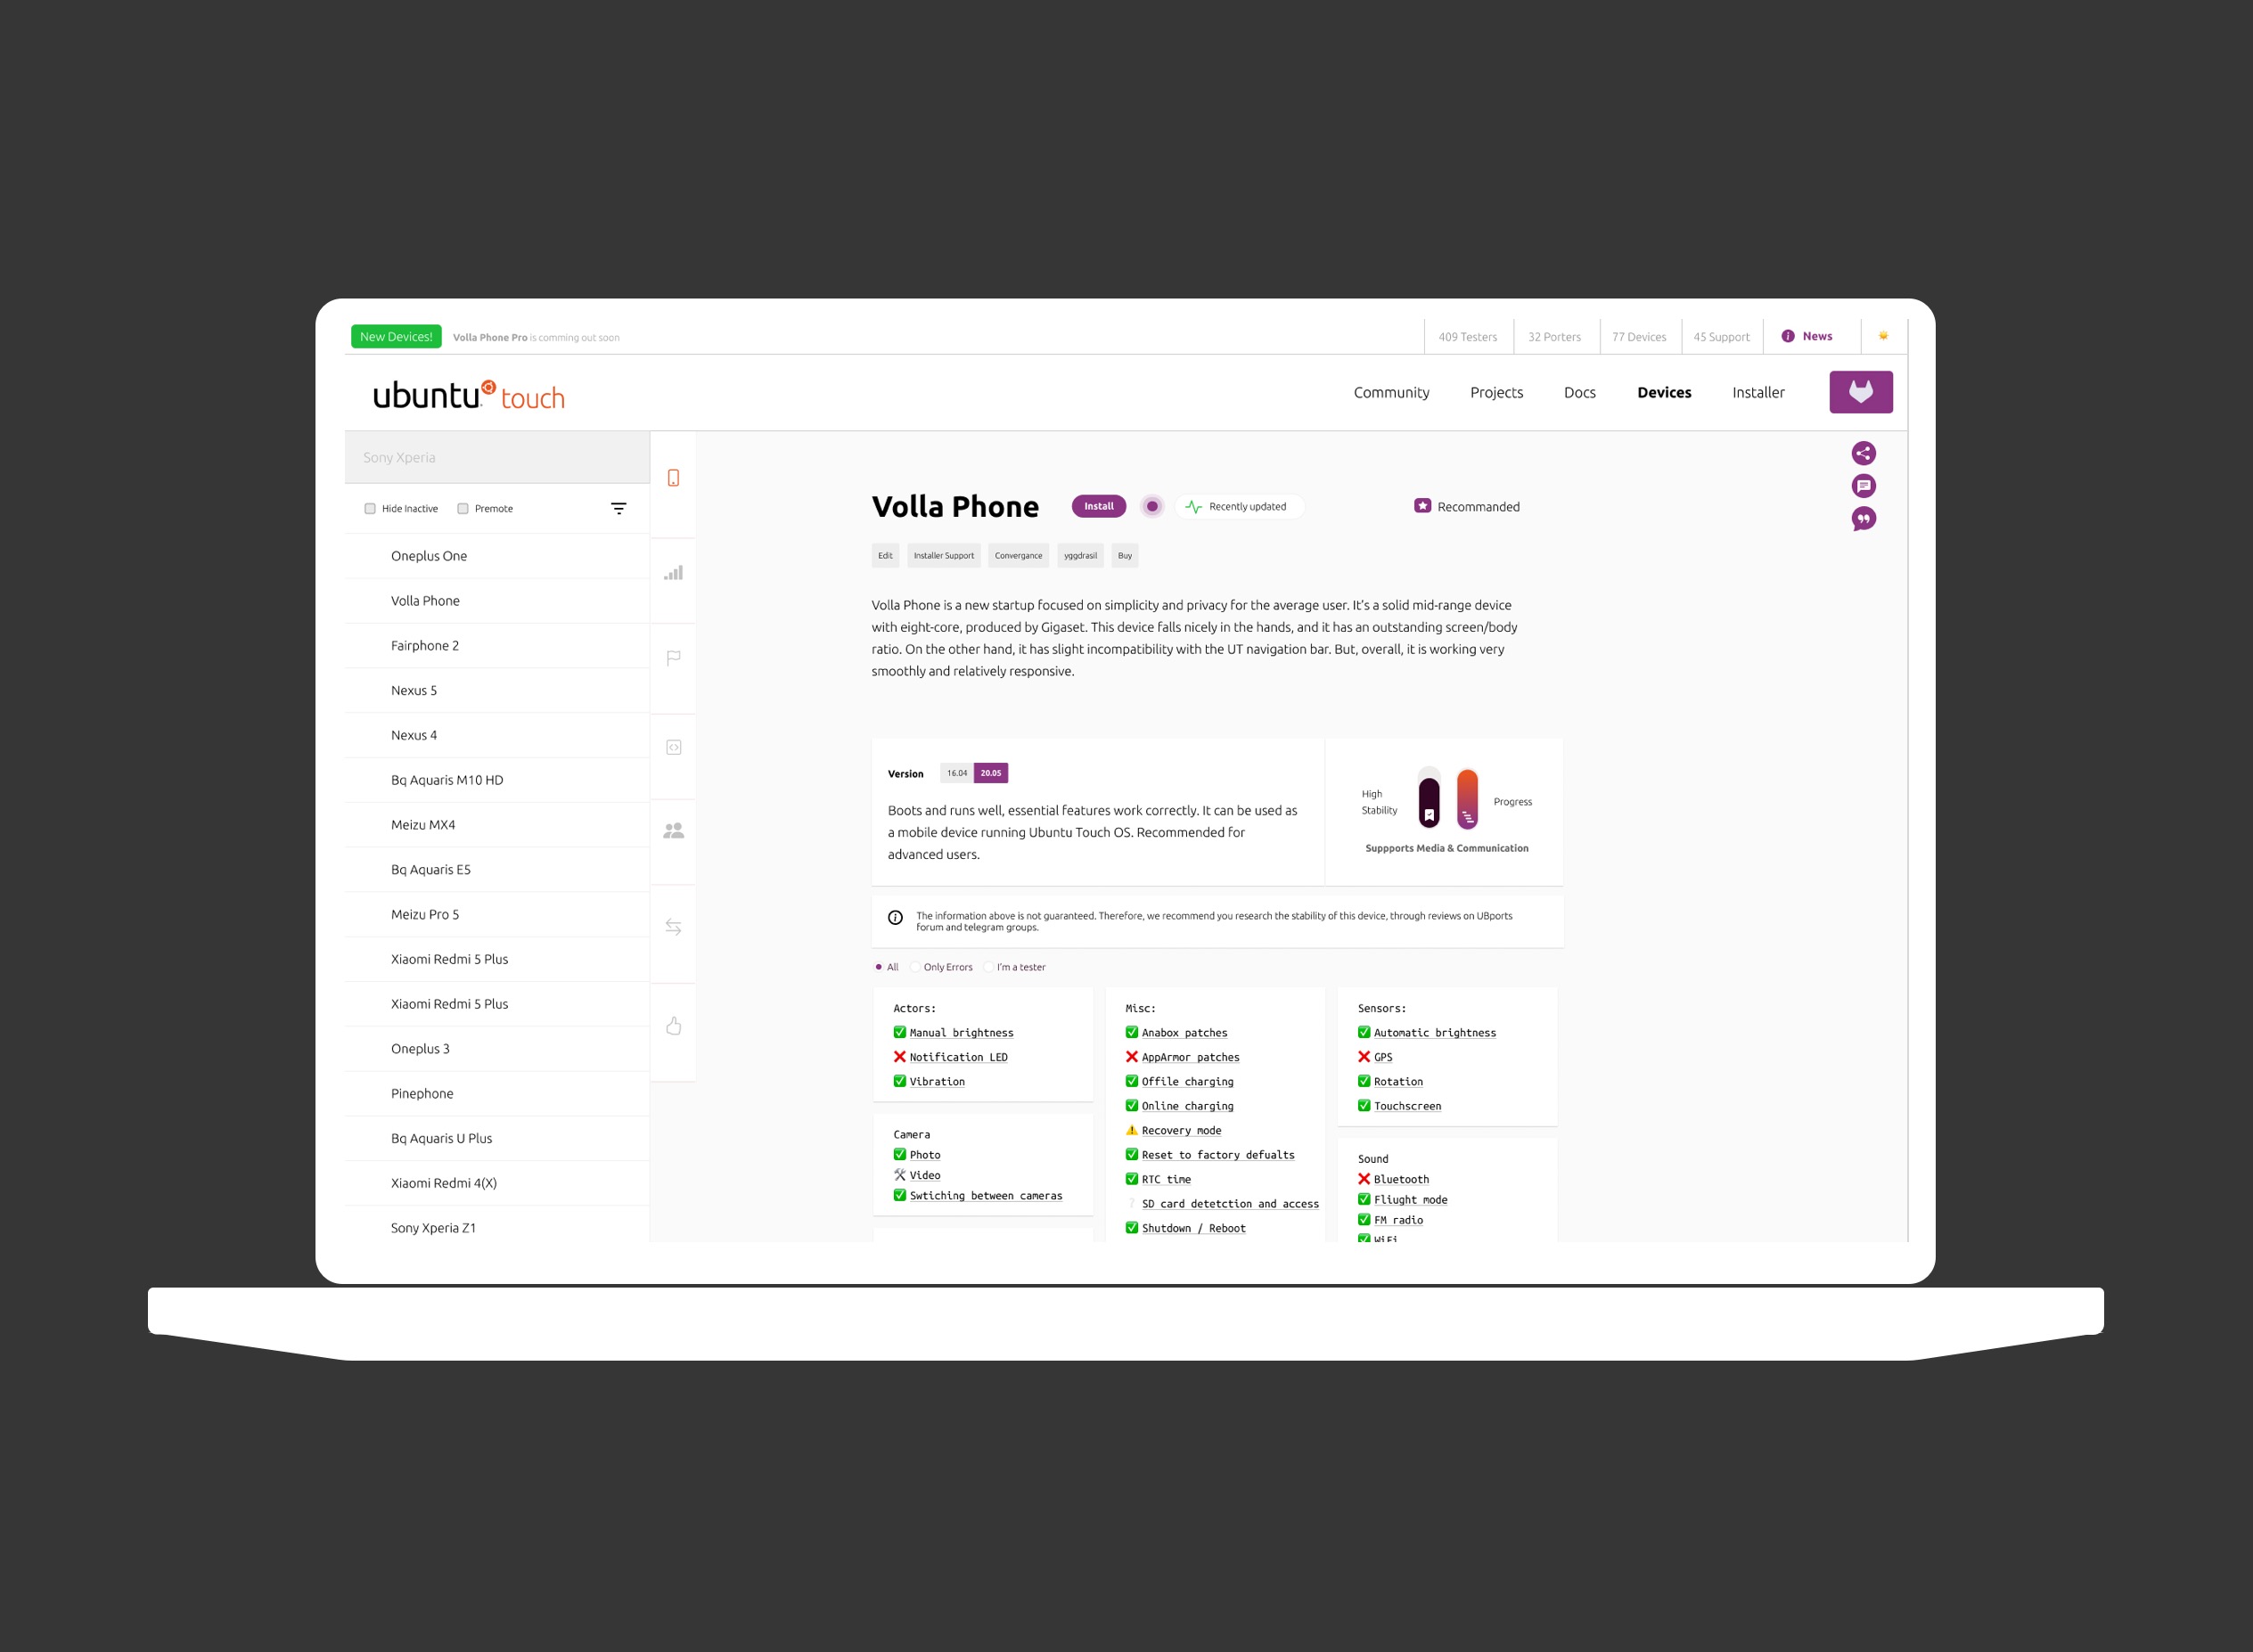 New Devices! Volla Phone Pro is comming out soon
409 Testers 32 Porters 77 Devices 45 Support News
ubuntu touch
Community Projects Docs Devices Installer
Sony Xperia
Hide Inactive Premote
Oneplus One
Volla Phone
Fairphone 2
Nexus 5
Nexus 4
Bq Aquaris M10 HD
Meizu MX4
Bq Aquaris E5
Meizu Pro 5
Xiaomi Redmi 5 Plus
Xiaomi Redmi 5 Plus
Oneplus 3
Pinephone
Bq Aquaris U Plus
Xiaomi Redmi 4(X)
Sony Xperia Z1
Volla Phone Install Recently updated Recommanded
Edit Installer Support Convergance yggdrasil Buy
Volla Phone is a new startup focused on simplicity and privacy for the average user. It's a solid mid-range device
with eight-core, produced by Gigaset. This device falls nicely in the hands, and it has an outstanding screen/body
ratio. On the other hand, it has slight incompatibility with the UT navigation bar. But, overall, it is working very
smoothly and relatively responsive.
Version 16.04 20.05
Boots and runs well, essential features work correctly. It can be used as
a mobile device running Ubuntu Touch OS. Recommended for
advanced users.
High
Stability
Progress
Suppports Media & Communication
The information above is not guaranteed. Therefore, we recommend you research the stability of this device, through reviews on UBports
forum and telegram groups.
All Only Errors I'm a tester
Actors:
Manual brightness
Notification LED
Vibration
Camera
Photo
Video
Swtiching between cameras
Misc:
Anabox patches
AppArmor patches
Offile charging
Online charging
Recovery mode
Reset to factory defualts
RTC time
SD card detetction and access
Shutdown / Reboot
Sensors:
Automatic brightness
GPS
Rotation
Touchscreen
Sound
Bluetooth
Fliught mode
FM radio
WiFi